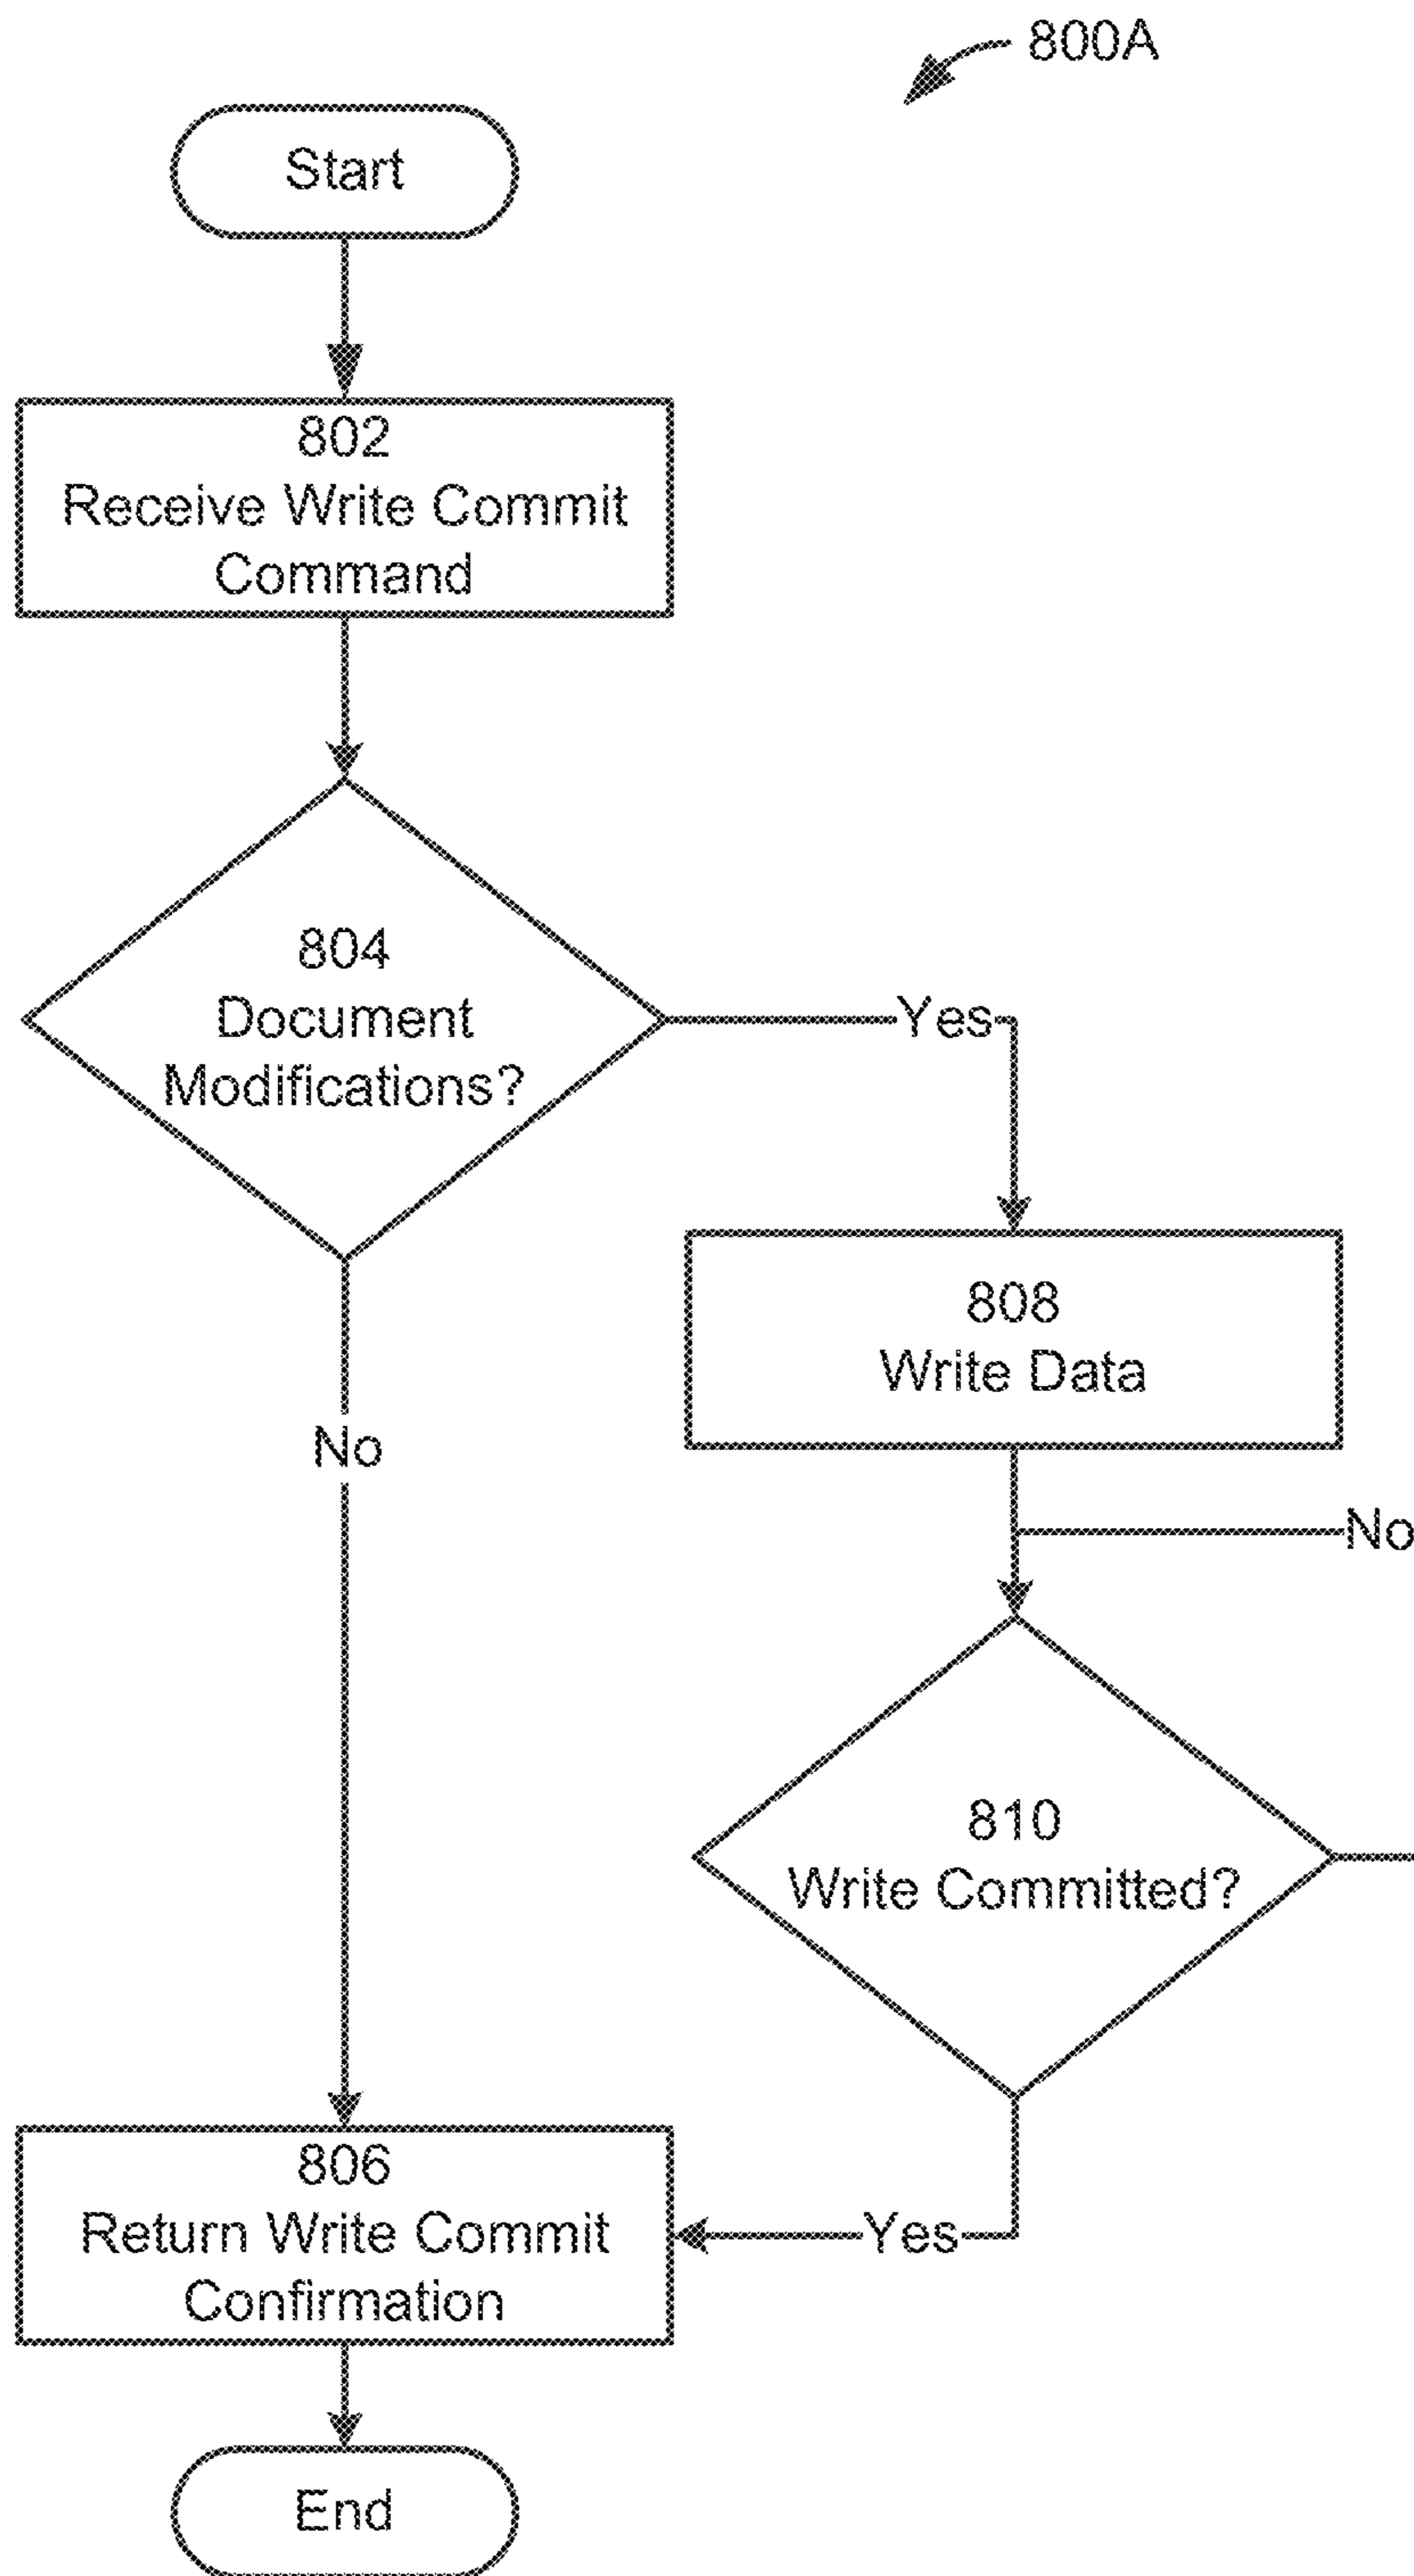 800A
Start
802
Receive Write Commit
Command
804
Document
Modifications?
Yes
808
Write Data
No
No
810
Write Committed?
806
Return Write Commit
Confirmation
Yes
End